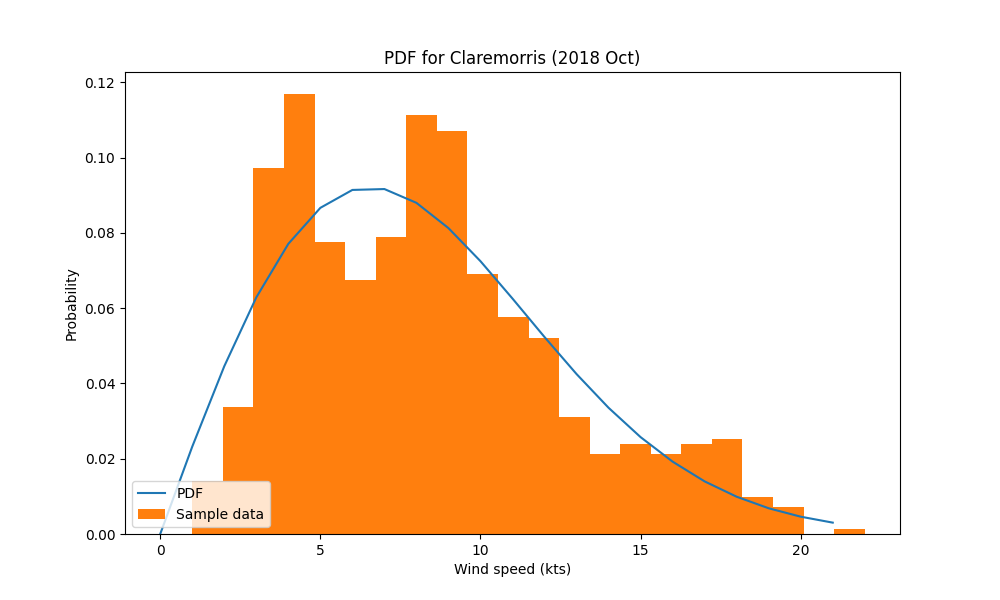 PDF for Claremorris (2018 Oct)
0.12
0.10
0.08
0.06
0.04
0.02
0.00
Probability
PDF
Sample data
0 5 10 15 20
Wind speed (kts)